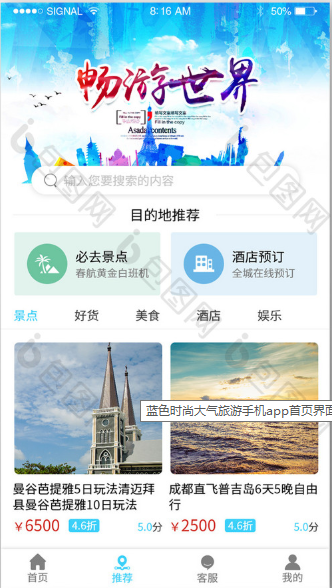 SIGNAL 8:16 AM 50%
畅游世界
Fill in the copy
Asada contents
输入您要搜索的内容
目的地推荐
必去景点 酒店预订
春航黄金白班机 全城在线预订
景点 好货 美食 酒店 娱乐
蓝色时尚大气旅游手机app首页界面
曼谷芭提雅5日玩法清迈拜 成都直飞普吉岛6天5晚自由
县曼谷芭提雅10日玩法 行
¥6500 4.6折 5.0分 ¥2500 4.6折 5.0分
首页 推荐 客服 我的
包图网